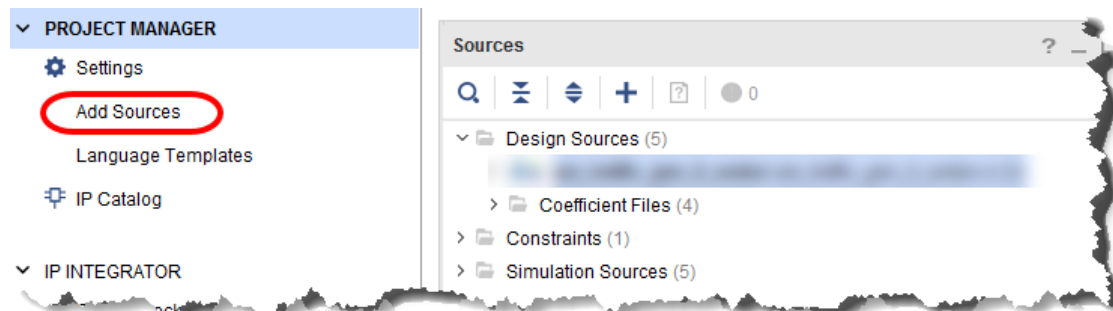 PROJECT MANAGER
Settings
Add Sources
Language Templates
IP Catalog
IP INTEGRATOR
Sources
? _
0
Design Sources (5)
Coefficient Files (4)
Constraints (1)
Simulation Sources (5)